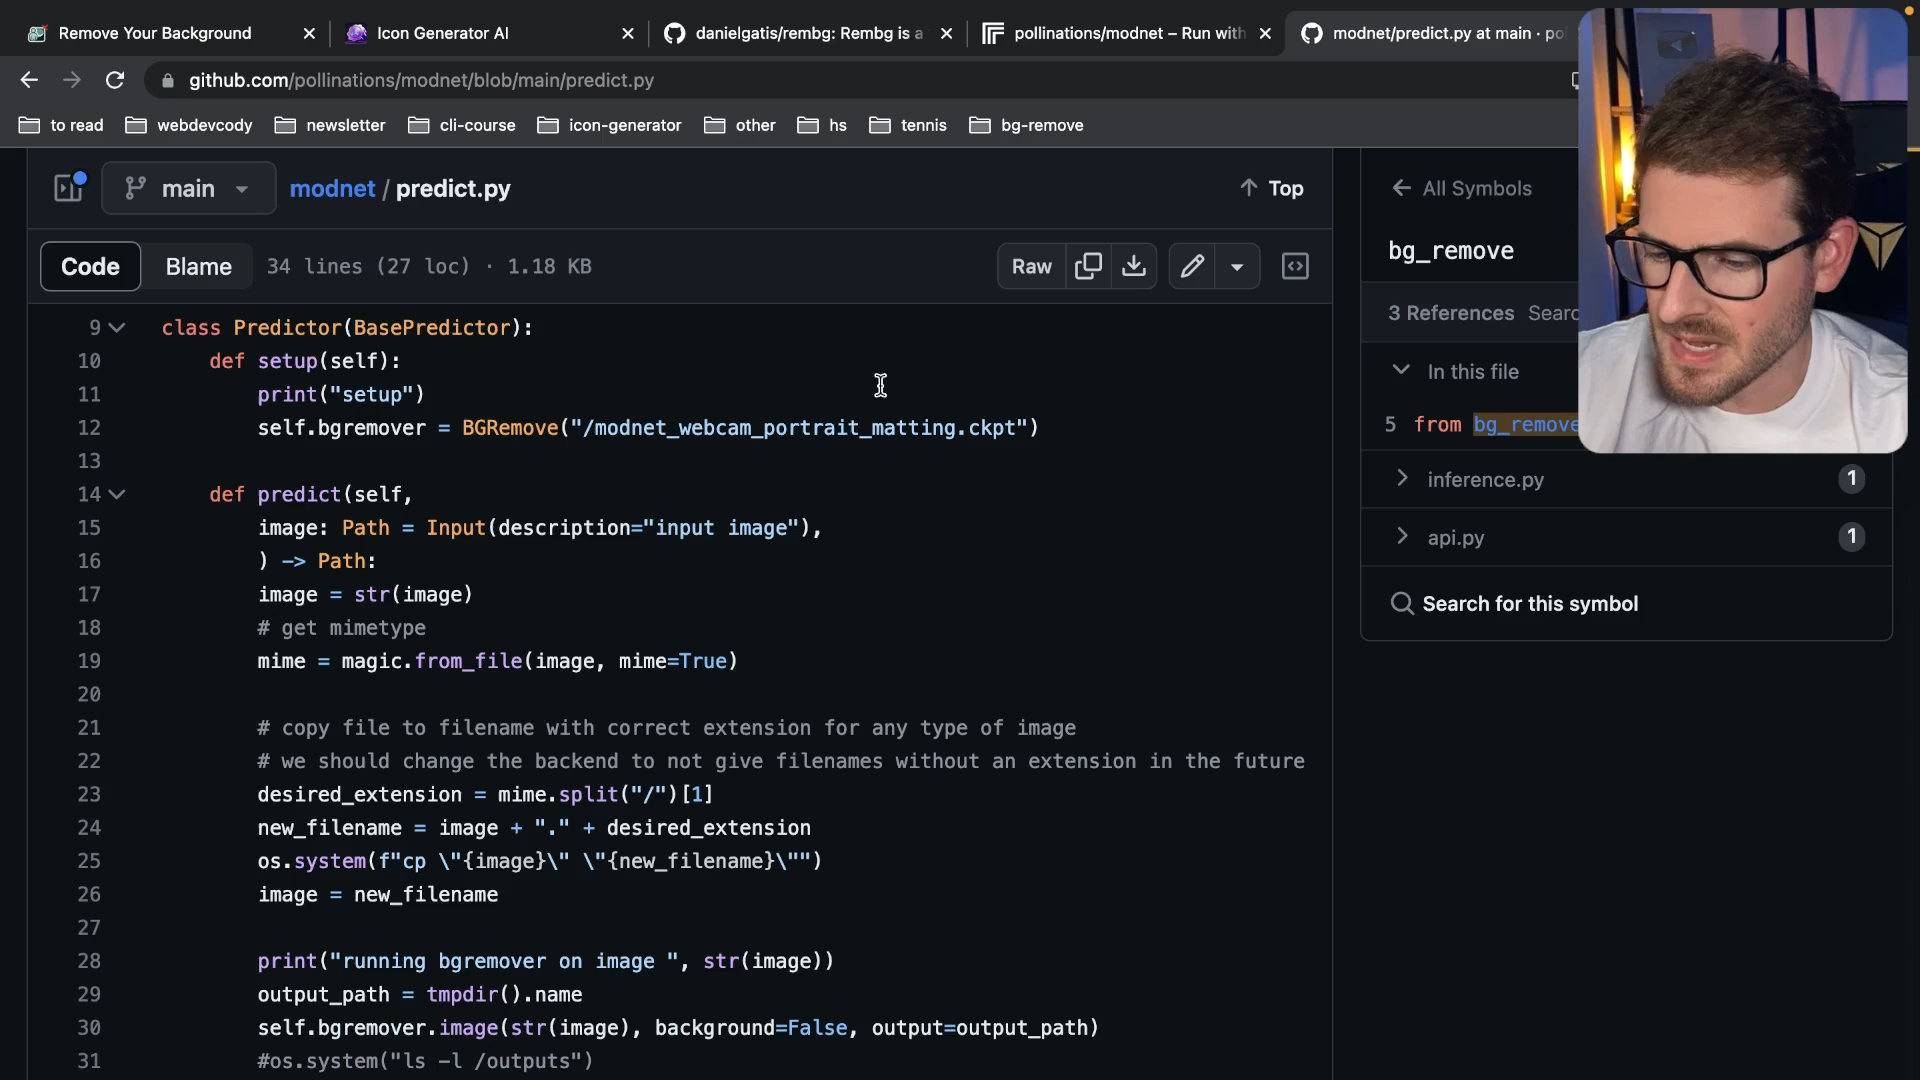 Remove Your Background
Icon Generator AI
danielgatis/rembg: Rembg is a
pollinations/modnet – Run with
modnet/predict.py at main · po
github.com/pollinations/modnet/blob/main/predict.py
to read
webdevcody
newsletter
cli-course
icon-generator
other
hs
tennis
bg-remove
main
modnet / predict.py
Top
Code
Blame
34 lines (27 loc) · 1.18 KB
Raw
9 class Predictor(BasePredictor):
10 def setup(self):
11 print("setup")
12 self.bgremover = BGRemove("/modnet_webcam_portrait_matting.ckpt")
13
14 def predict(self,
15 image: Path = Input(description="input image"),
16 ) -> Path:
17 image = str(image)
18 # get mimetype
19 mime = magic.from_file(image, mime=True)
20
21 # copy file to filename with correct extension for any type of image
22 # we should change the backend to not give filenames without an extension in the future
23 desired_extension = mime.split("/")[1]
24 new_filename = image + "." + desired_extension
25 os.system(f"cp \"{image}\" \"{new_filename}\"")
26 image = new_filename
27
28 print("running bgremover on image ", str(image))
29 output_path = tmpdir().name
30 self.bgremover.image(str(image), background=False, output=output_path)
31 #os.system("ls -l /outputs")
All Symbols
bg_remove
3 References Searc
In this file
5 from bg_remove
inference.py 1
api.py 1
Search for this symbol